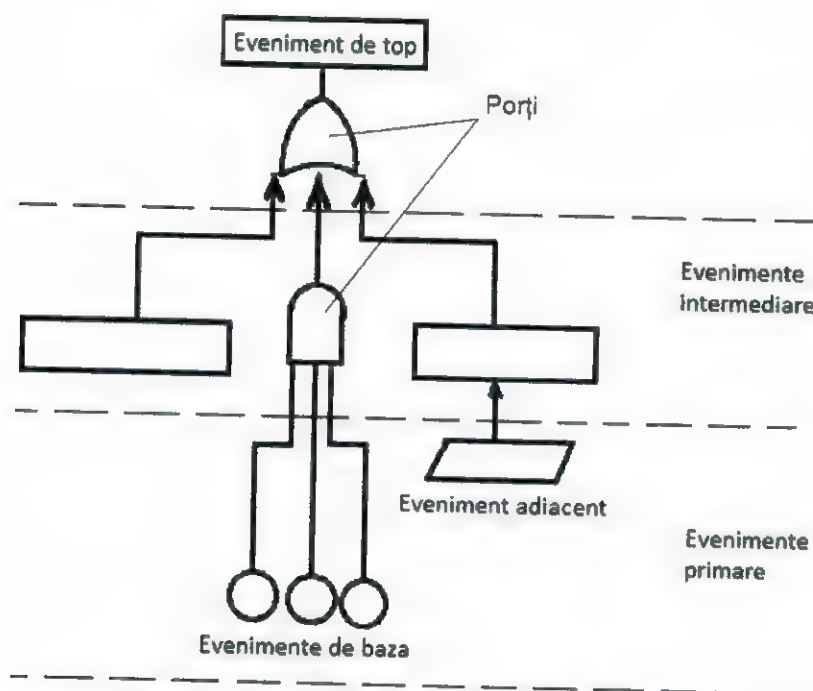 Eveniment de top
Porți
Evenimente
intermediare
Eveniment adiacent
Evenimente
primare
Evenimente de baza